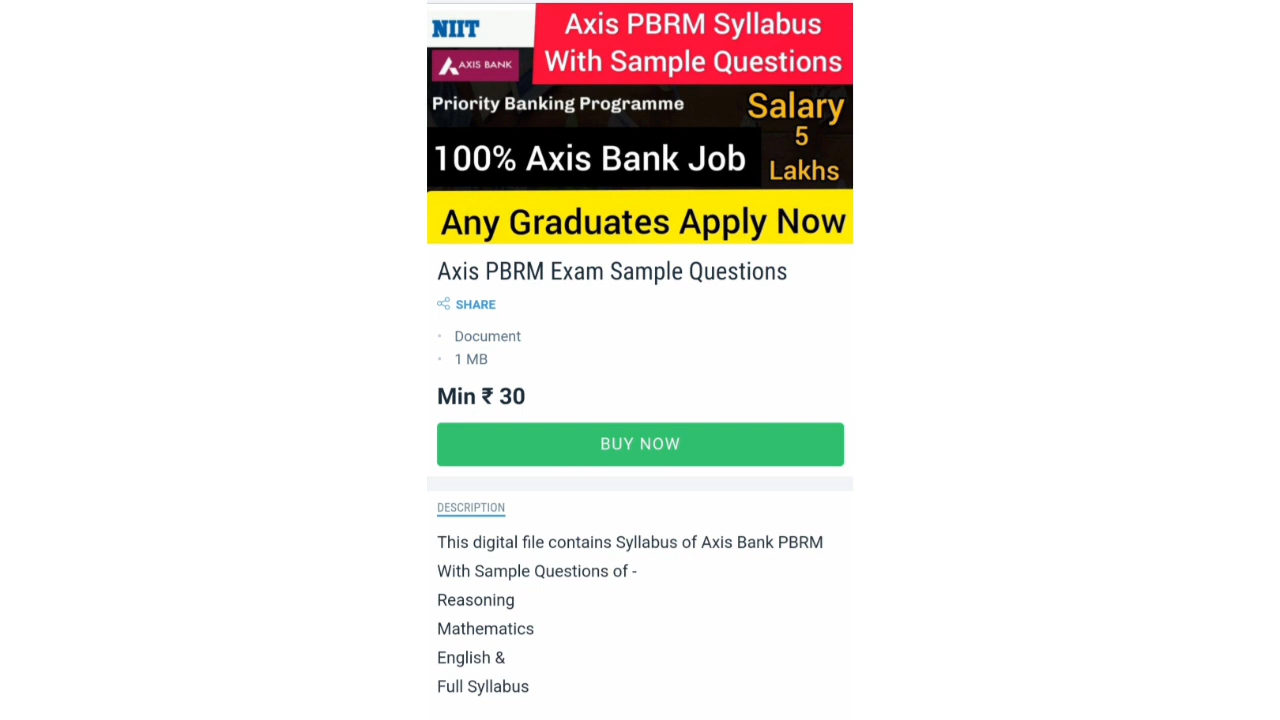 NIIT
Axis PBRM Syllabus
With Sample Questions
AXIS BANK
Priority Banking Programme
Salary
5
Lakhs
100% Axis Bank Job
Any Graduates Apply Now
Axis PBRM Exam Sample Questions
SHARE
· Document
· 1 MB
Min ₹ 30
BUY NOW
DESCRIPTION
This digital file contains Syllabus of Axis Bank PBRM
With Sample Questions of -
Reasoning
Mathematics
English &
Full Syllabus